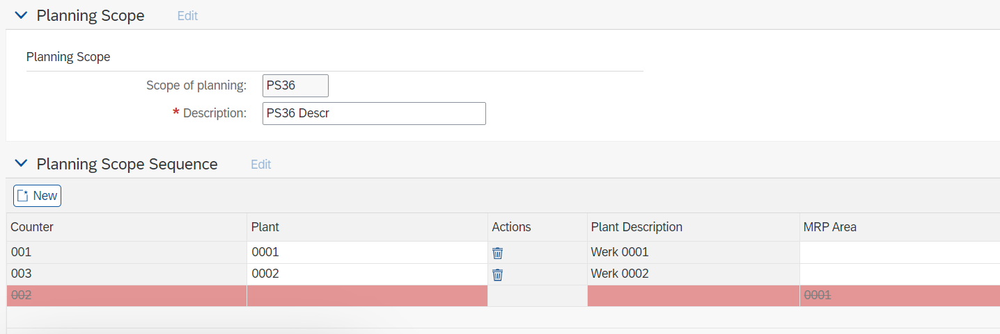 Planning Scope Edit
Planning Scope
Scope of planning: PS36
* Description: PS36 Descr
Planning Scope Sequence Edit
New
Counter Plant Actions Plant Description MRP Area
001 0001 Werk 0001
003 0002 Werk 0002
002 0001